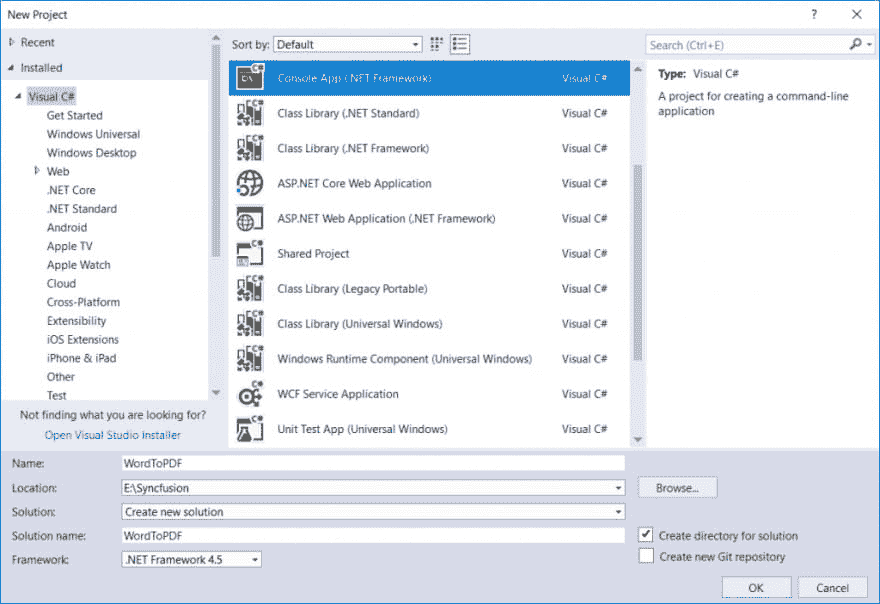 New Project
?
Recent
Installed
Visual C#
Get Started
Windows Universal
Windows Desktop
Web
.NET Core
.NET Standard
Android
Apple TV
Apple Watch
Cloud
Cross-Platform
Extensibility
iOS Extensions
iPhone & iPad
Other
Test
Not finding what you are looking for?
Open Visual Studio Installer
Sort by: Default
Console App (.NET Framework) Visual C#
Class Library (.NET Standard) Visual C#
Class Library (.NET Framework) Visual C#
ASP.NET Core Web Application Visual C#
ASP.NET Web Application (.NET Framework) Visual C#
Shared Project Visual C#
Class Library (Legacy Portable) Visual C#
Class Library (Universal Windows) Visual C#
Windows Runtime Component (Universal Windows) Visual C#
WCF Service Application Visual C#
Unit Test App (Universal Windows) Visual C#
Search (Ctrl+E)
Type: Visual C#
A project for creating a command-line
application
Name: WordToPDF
Location: E:\Syncfusion
Browse...
Solution: Create new solution
Solution name: WordToPDF
Create directory for solution
Framework: .NET Framework 4.5
Create new Git repository
OK
Cancel